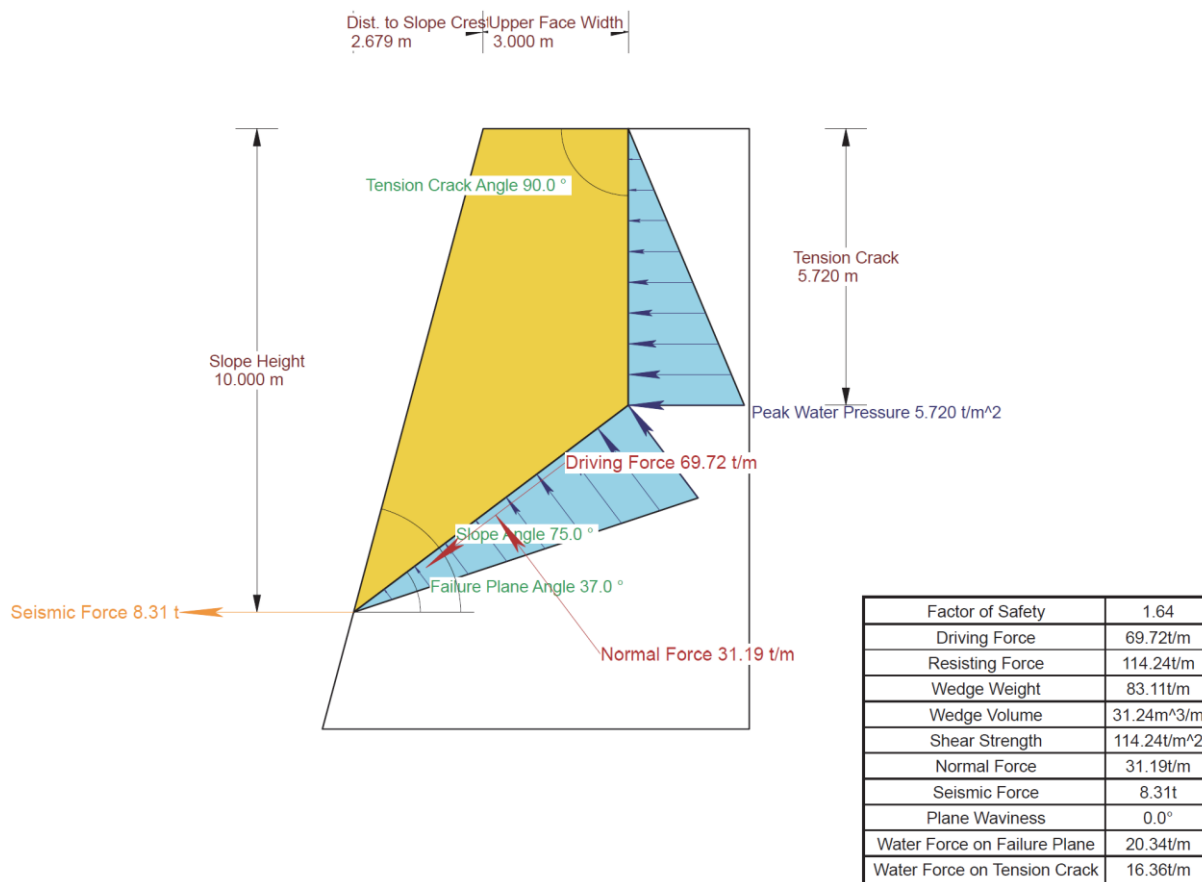 Dist. to Slope Crest Upper Face Width
2.679 m 3.000 m
Tension Crack Angle 90.0 °
Tension Crack
5.720 m
Slope Height
10.000 m
Peak Water Pressure 5.720 t/m^2
Driving Force 69.72 t/m
Slope Angle 75.0 °
Failure Plane Angle 37.0 °
Seismic Force 8.31 t
Normal Force 31.19 t/m
Factor of Safety 1.64
Driving Force 69.72t/m
Resisting Force 114.24t/m
Wedge Weight 83.11t/m
Wedge Volume 31.24m^3/m
Shear Strength 114.24t/m^2
Normal Force 31.19t/m
Seismic Force 8.31t
Plane Waviness 0.0°
Water Force on Failure Plane 20.34t/m
Water Force on Tension Crack 16.36t/m